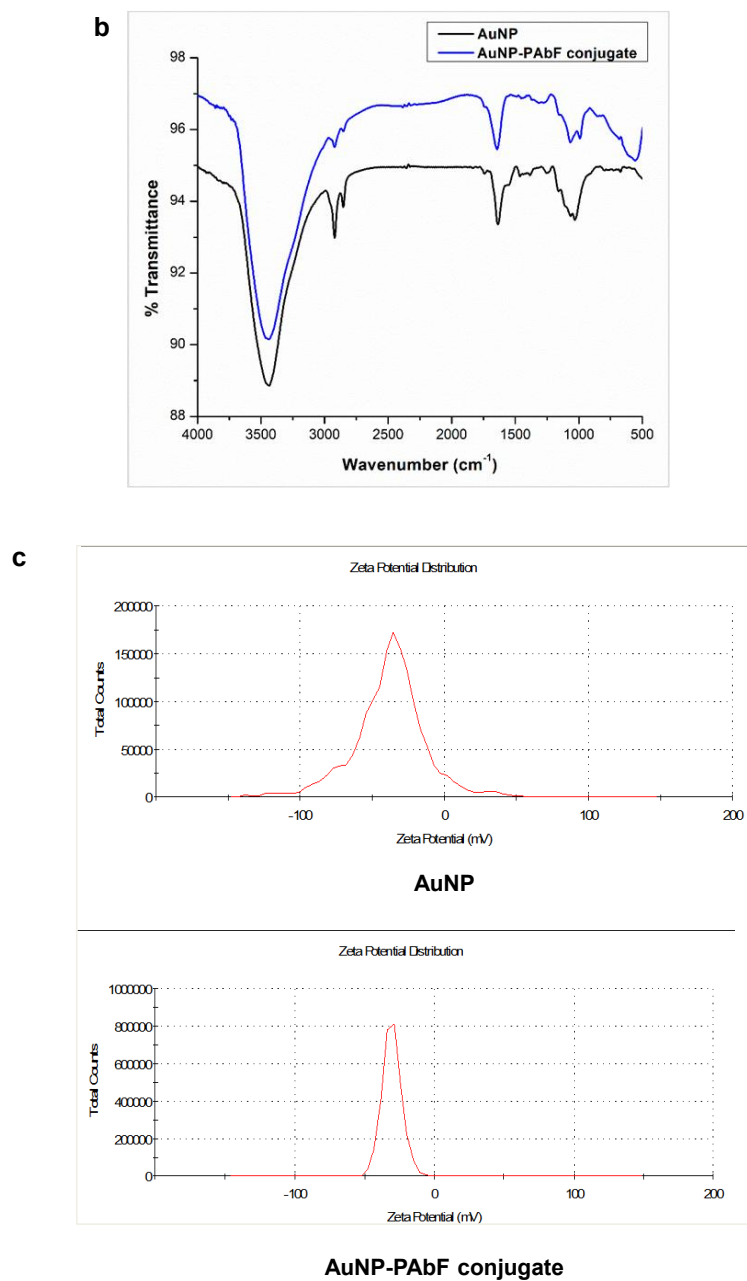 b
AuNP
AuNP-PAbF conjugate
98
96
94
92
90
88
% Transmittance
4000 3500 3000 2500 2000 1500 1000 500
Wavenumber (cm⁻¹)
c
Zeta Potential Distribution
200000
150000
100000
50000
0
Total Counts
-100 0 100 200
Zeta Potential (mV)
AuNP
Zeta Potential Distribution
1000000
800000
600000
400000
200000
0
Total Counts
-100 0 100 200
Zeta Potential (mV)
AuNP-PAbF conjugate